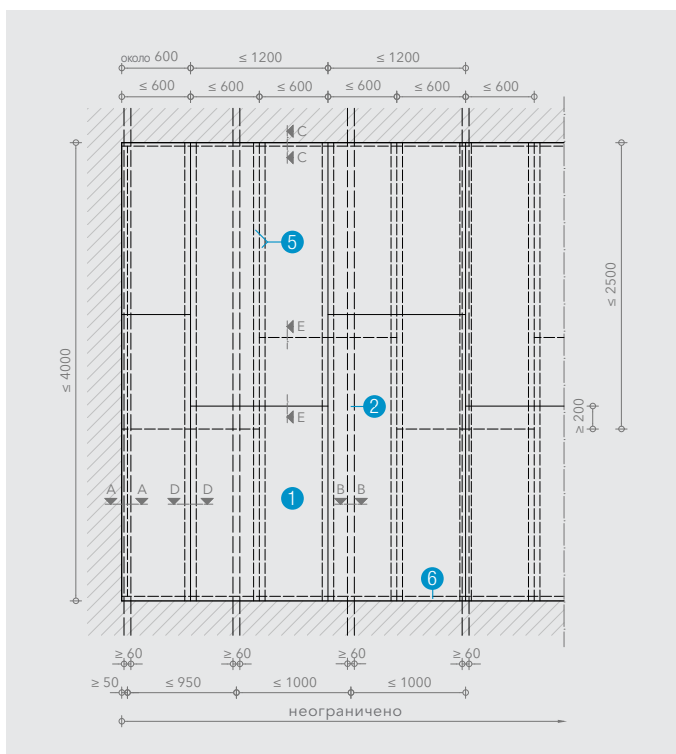 около 600 ≤ 1200 ≤ 1200
≤ 600 ≤ 600 ≤ 600 ≤ 600 ≤ 600 ≤ 600
C
C
5
≤ 2500
E
≤ 4000
2
E
≥ 200
A A D D 1 B B
6
≥ 60 ≥ 60 ≥ 60 ≥ 60
≥ 50 ≤ 950 ≤ 1000 ≤ 1000
неограничено